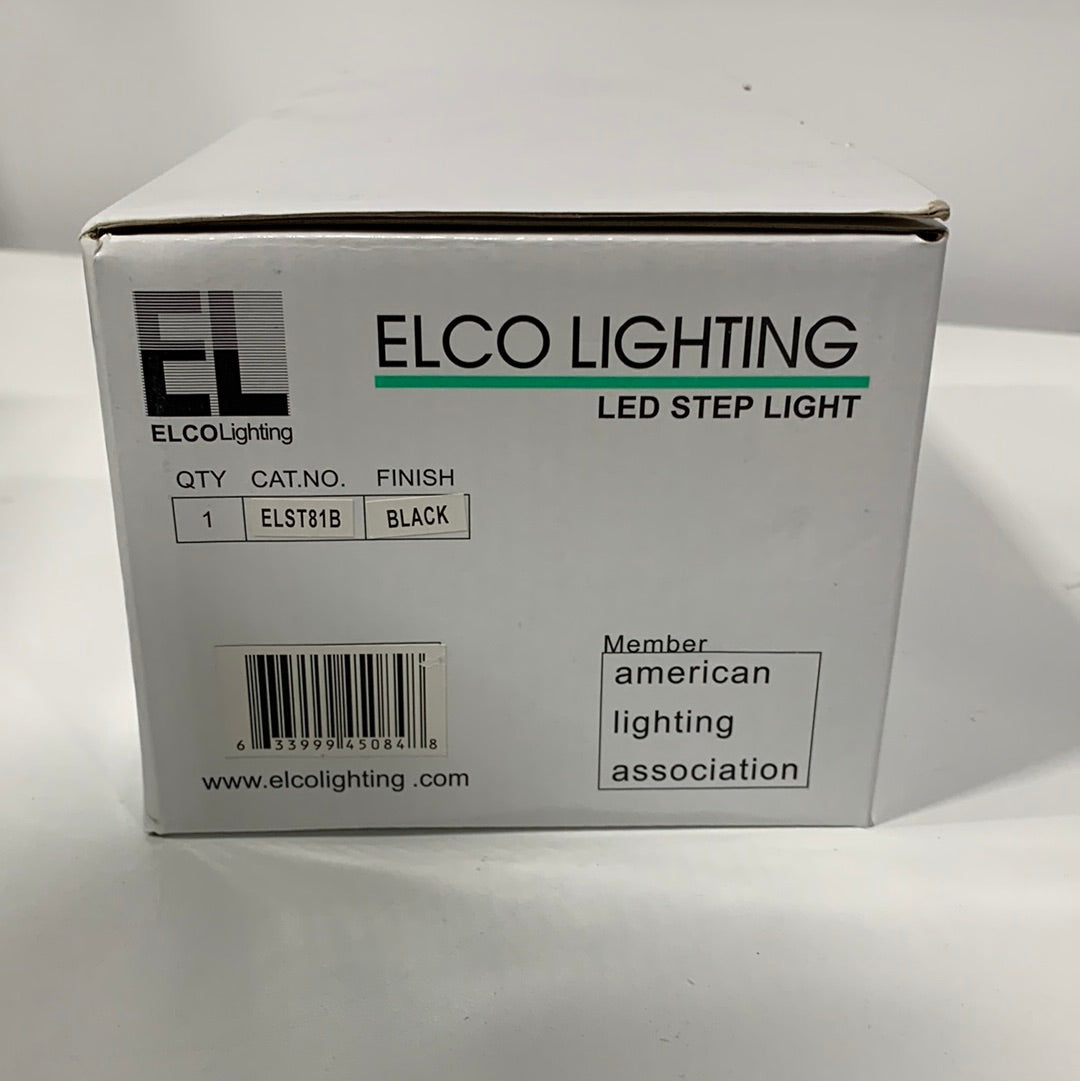 EL
EL
ELCOLighting
ELCO LIGHTING
LED STEP LIGHT
QTY CAT.NO. FINISH
1 ELST81B BLACK
6 33999 45084 8
www.elcolighting .com
Member
american
lighting
association